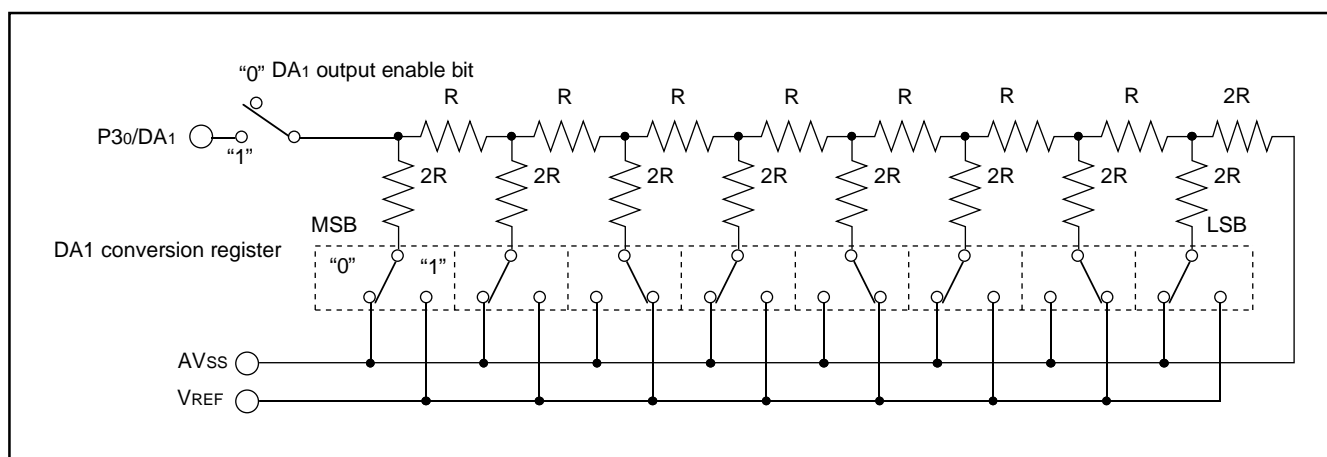 “0” DA1 output enable bit
R R R R R R R 2R
P30/DA1
“1”
2R 2R 2R 2R 2R 2R 2R 2R
MSB LSB
DA1 conversion register
“0” “1”
AVSS
VREF